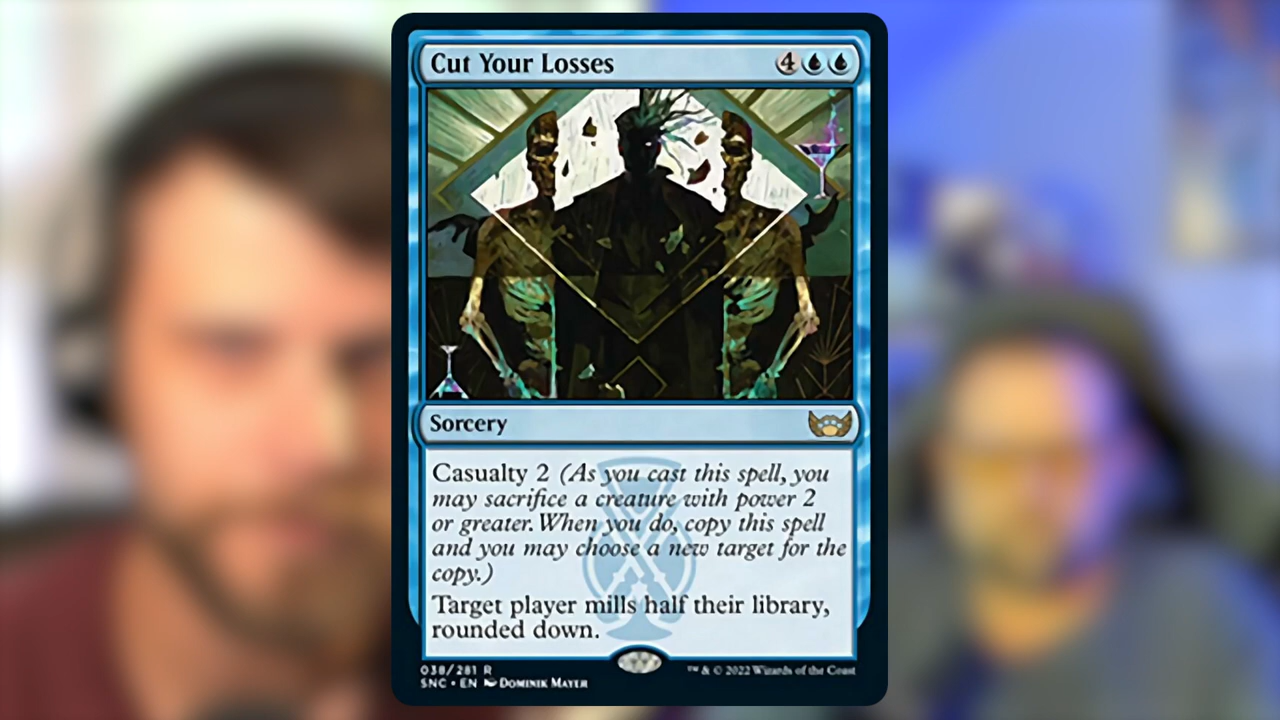 Cut Your Losses 4
Sorcery
Casualty 2 (As you cast this spell, you
may sacrifice a creature with power 2
or greater. When you do, copy this spell
and you may choose a new target for the
copy.)
Target player mills half their library,
rounded down.
038/281 R
SNC • EN Dominik Mayer
™ & © 2022 Wizards of the Coast